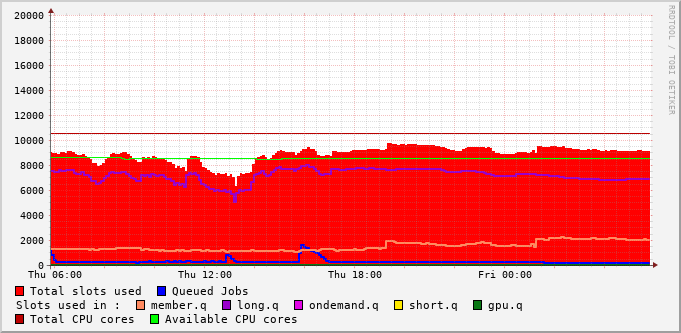 20000
18000
16000
14000
12000
10000
8000
6000
4000
2000
0
Thu 06:00 Thu 12:00 Thu 18:00 Fri 00:00
Total slots used Queued Jobs
Slots used in : member.q long.q ondemand.q short.q gpu.q
Total CPU cores Available CPU cores
RRDTOOL / TOBI OETIKER